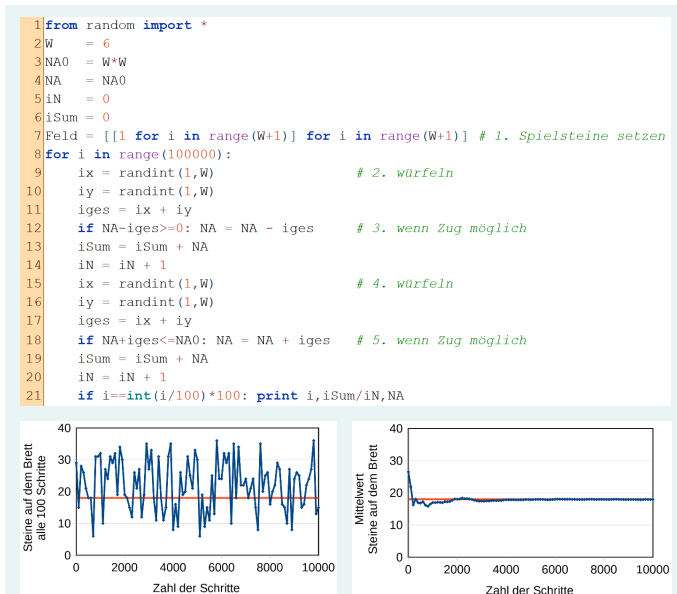 1 from random import *
2 W    = 6
3 NA0  = W*W
4 NA   = NA0
5 iN   = 0
6 iSum = 0
7 Feld = [[1 for i in range(W+1)] for i in range(W+1)] # 1. Spielsteine setzen
8 for i in range(100000):
9     ix = randint(1,W)                 # 2. würfeln
10     iy = randint(1,W)
11     iges = ix + iy
12     if NA-iges>=0: NA = NA - iges     # 3. wenn Zug möglich
13     iSum = iSum + NA
14     iN = iN + 1
15     ix = randint(1,W)                 # 4. würfeln
16     iy = randint(1,W)
17     iges = ix + iy
18     if NA+iges<=NA0: NA = NA + iges   # 5. wenn Zug möglich
19     iSum = iSum + NA
20     iN = iN + 1
21     if i==int(i/100)*100: print i,iSum/iN,NA
Steine auf dem Brett
alle 100 Schritte
40
30
20
10
0
0 2000 4000 6000 8000 10000
Zahl der Schritte
Mittelwert
Steine auf dem Brett
40
30
20
10
0
0 2000 4000 6000 8000 10000
Zahl der Schritte